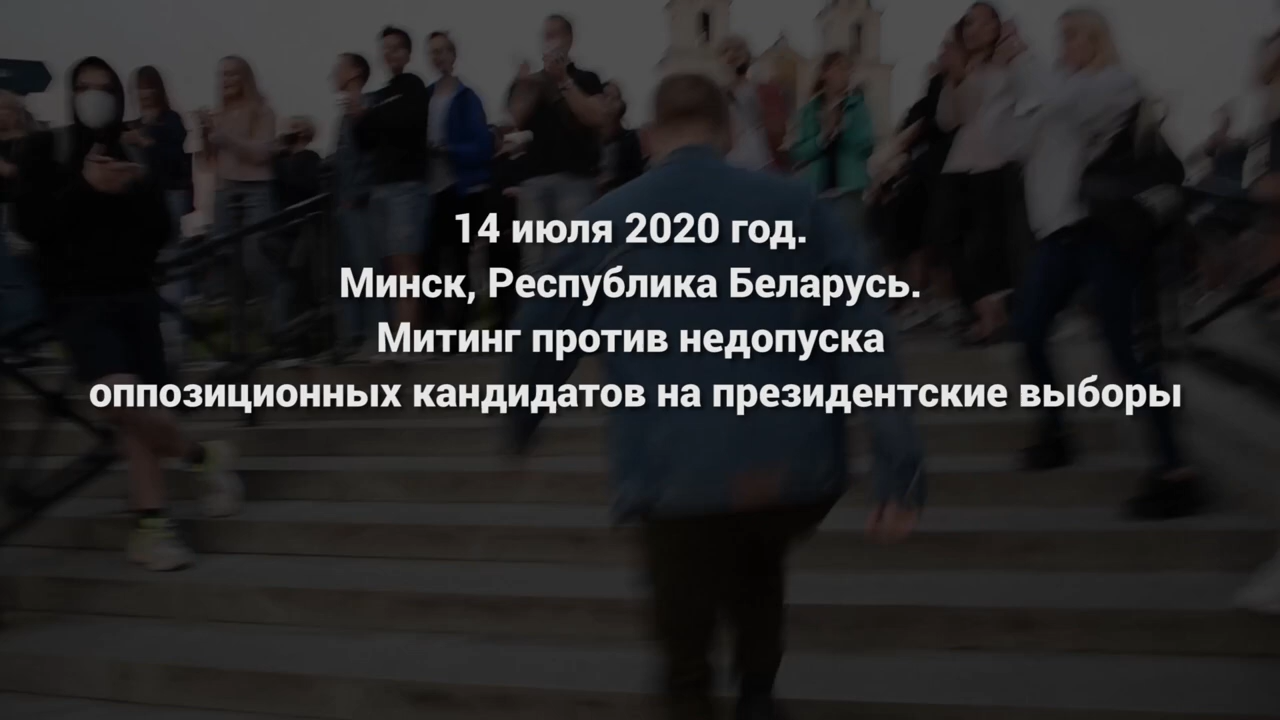 14 июля 2020 год.
Минск, Республика Беларусь.
Митинг против недопуска
оппозиционных кандидатов на президентские выборы